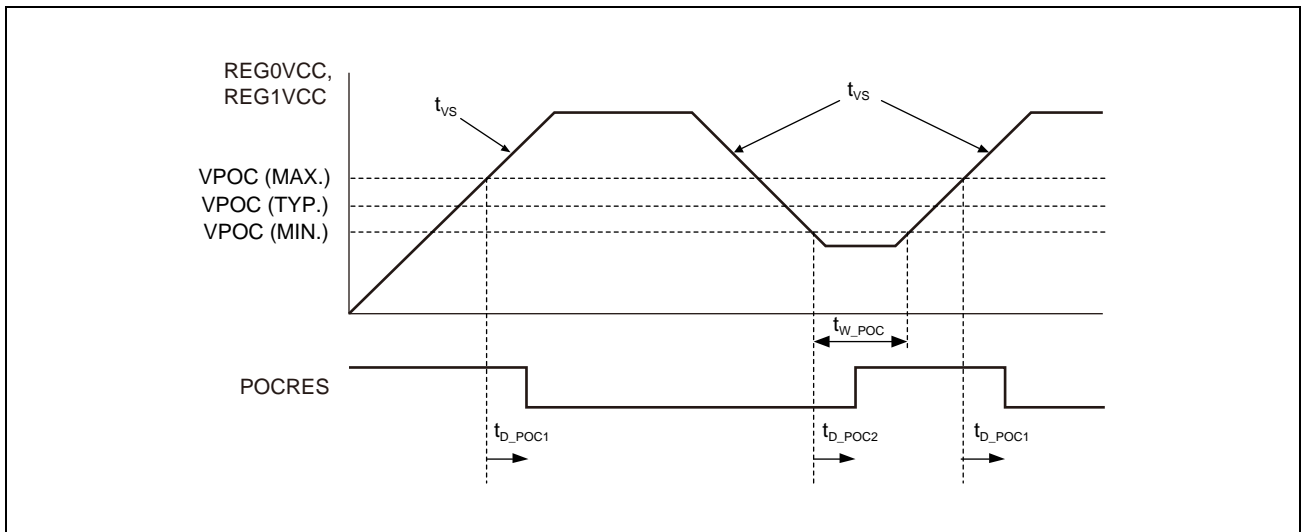 REG0VCC,
REG1VCC
tVS
tVS
VPOC (MAX.)
VPOC (TYP.)
VPOC (MIN.)
tW_POC
POCRES
tD_POC1
tD_POC2
tD_POC1